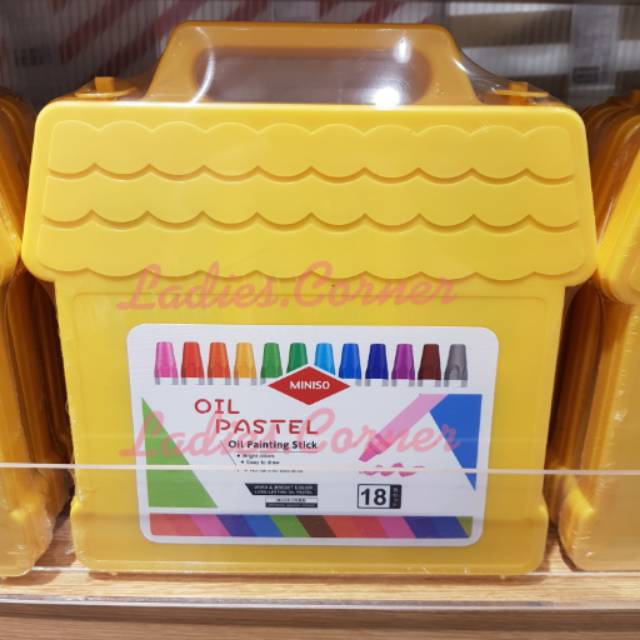 Ladies.Corner
MINISO
OIL
PASTEL
Ladies.Corner
Oil Painting Stick
Bright colors
Easy to draw
18